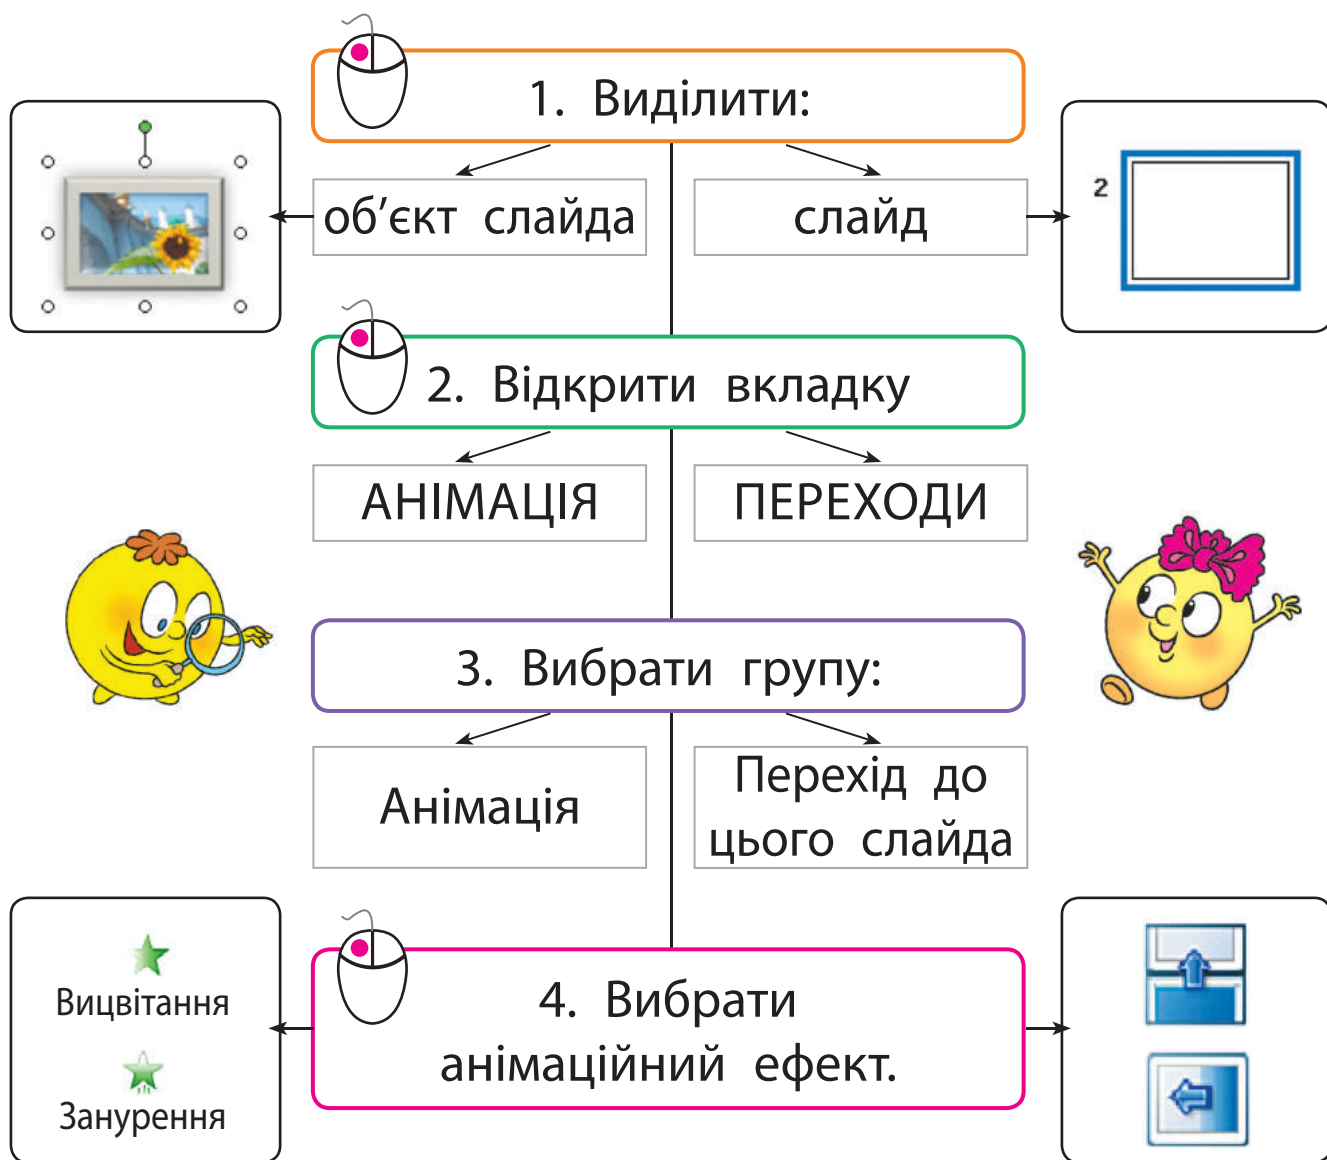 1. Виділити:
об’єкт слайда
слайд
2
2. Відкрити вкладку
АНІМАЦІЯ
ПЕРЕХОДИ
3. Вибрати групу:
Анімація
Перехід до
цього слайда
4. Вибрати
анімаційний ефект.
Вицвітання
Занурення